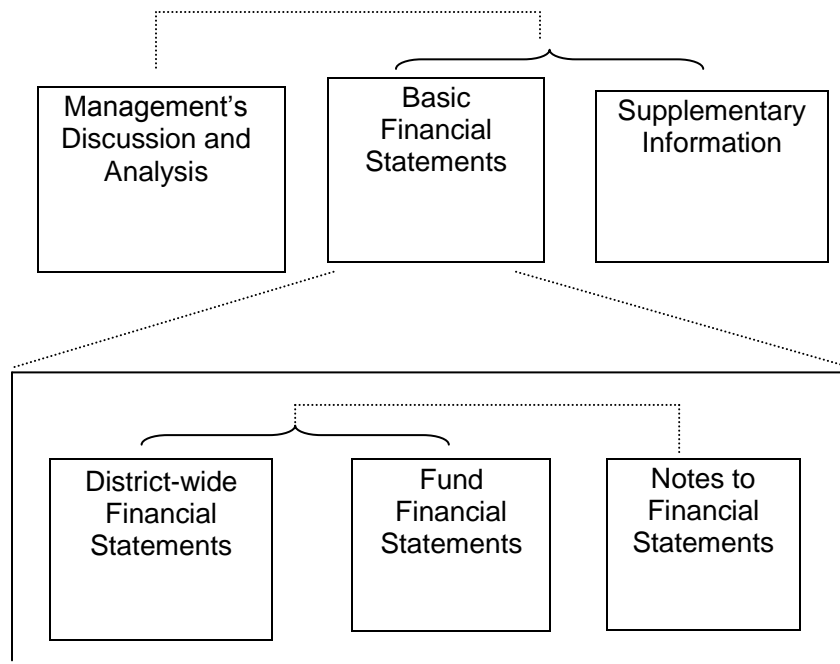 Management’s
Discussion and
Analysis
Basic
Financial
Statements
Supplementary
Information
District-wide
Financial
Statements
Fund
Financial
Statements
Notes to
Financial
Statements